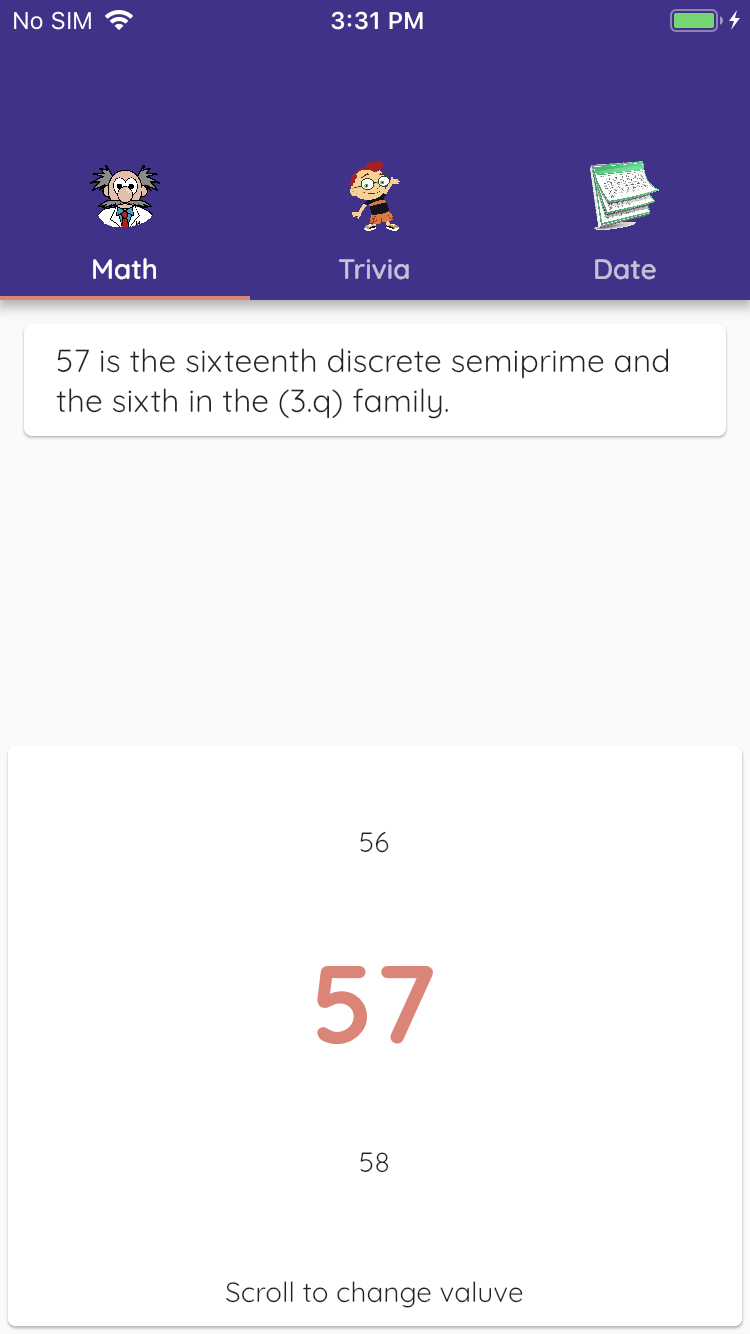 No SIM 3:31 PM
Math Trivia Date
57 is the sixteenth discrete semiprime and
the sixth in the (3.q) family.
56
57
58
Scroll to change valuve